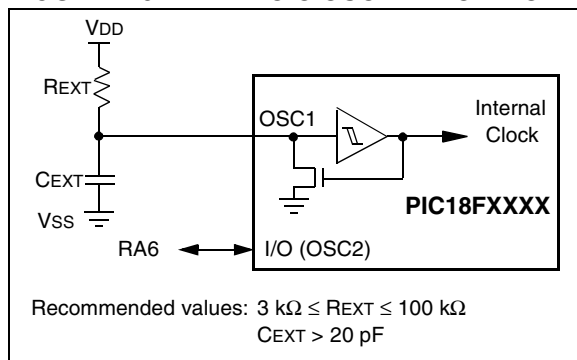 VDD
REXT
OSC1
Internal
Clock
CEXT
PIC18FXXXX
VSS
RA6
I/O (OSC2)
Recommended values: 3 kΩ ≤ REXT ≤ 100 kΩ
CEXT > 20 pF